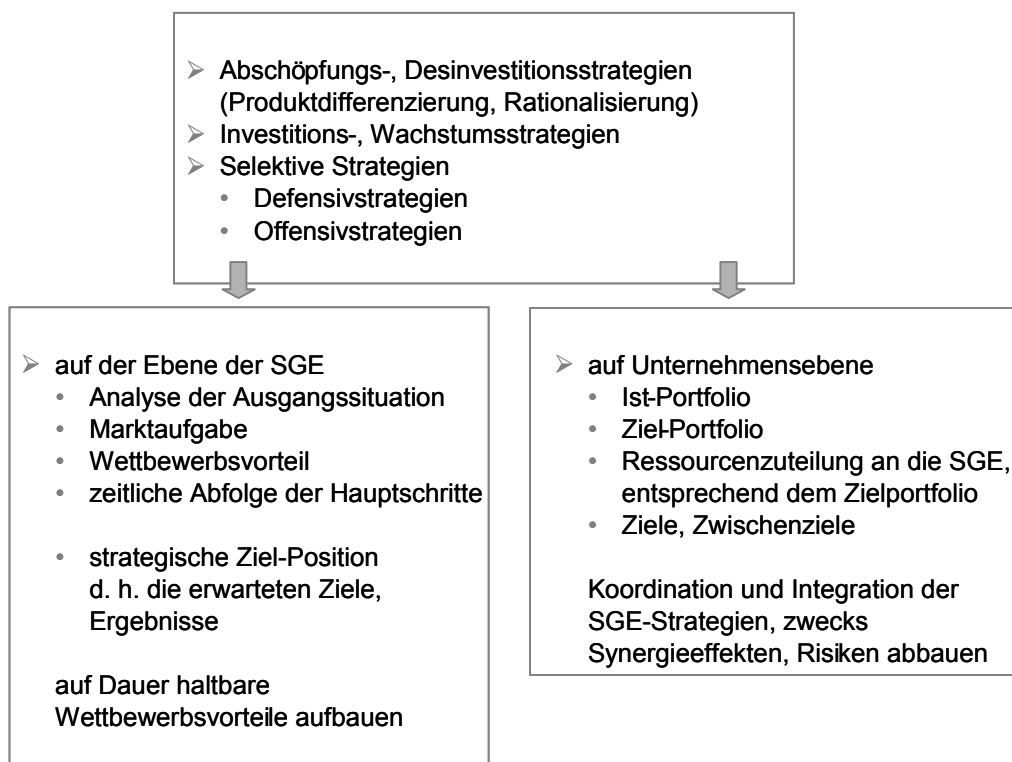 Abschöpfungs-, Desinvestitionsstrategien
(Produktdifferenzierung, Rationalisierung)
Investitions-, Wachstumsstrategien
Selektive Strategien
• Defensivstrategien
• Offensivstrategien
auf der Ebene der SGE
• Analyse der Ausgangssituation
• Marktaufgabe
• Wettbewerbsvorteil
• zeitliche Abfolge der Hauptschritte
• strategische Ziel-Position
d. h. die erwarteten Ziele,
Ergebnisse
auf Dauer haltbare
Wettbewerbsvorteile aufbauen
auf Unternehmensebene
• Ist-Portfolio
• Ziel-Portfolio
• Ressourcenzuteilung an die SGE,
entsprechend dem Zielportfolio
• Ziele, Zwischenziele
Koordination und Integration der
SGE-Strategien, zwecks
Synergieeffekten, Risiken abbauen